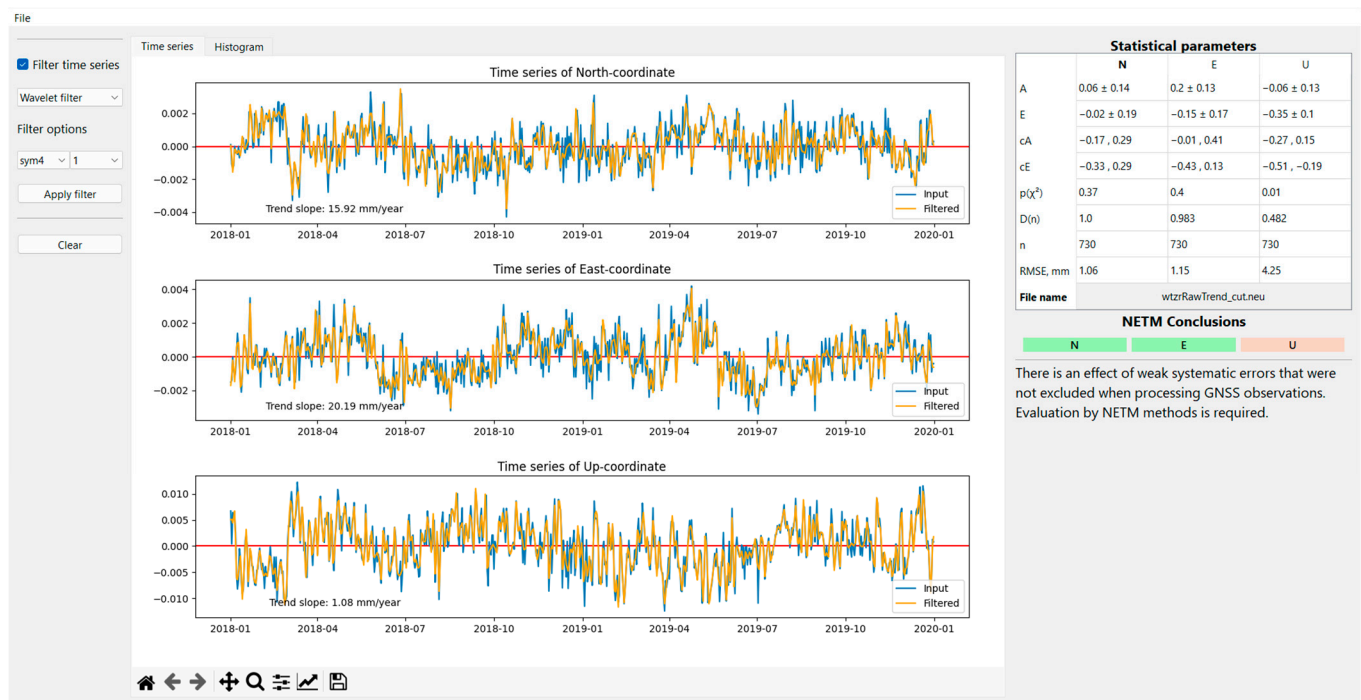 File
Filter time series
Wavelet filter
Filter options
sym4 1
Apply filter
Clear
Time series Histogram
Time series of North-coordinate
0.002
0.000
−0.002
−0.004
Trend slope: 15.92 mm/year
Input
Filtered
2018-01 2018-04 2018-07 2018-10 2019-01 2019-04 2019-07 2019-10 2020-01
Time series of East-coordinate
0.004
0.002
0.000
−0.002
Trend slope: 20.19 mm/year
Input
Filtered
2018-01 2018-04 2018-07 2018-10 2019-01 2019-04 2019-07 2019-10 2020-01
Time series of Up-coordinate
0.010
0.005
0.000
−0.005
−0.010
Trend slope: 1.08 mm/year
Input
Filtered
2018-01 2018-04 2018-07 2018-10 2019-01 2019-04 2019-07 2019-10 2020-01
Statistical parameters
N E U
A 0.06 ± 0.14 0.2 ± 0.13 −0.06 ± 0.13
E −0.02 ± 0.19 −0.15 ± 0.17 −0.35 ± 0.1
cA −0.17 , 0.29 −0.01 , 0.41 −0.27 , 0.15
cE −0.33 , 0.29 −0.43 , 0.13 −0.51 , −0.19
p(χ²) 0.37 0.4 0.01
D(n) 1.0 0.983 0.482
n 730 730 730
RMSE, mm 1.06 1.15 4.25
File name wtzrRawTrend_cut.neu
NETM Conclusions
N E U
There is an effect of weak systematic errors that were
not excluded when processing GNSS observations.
Evaluation by NETM methods is required.